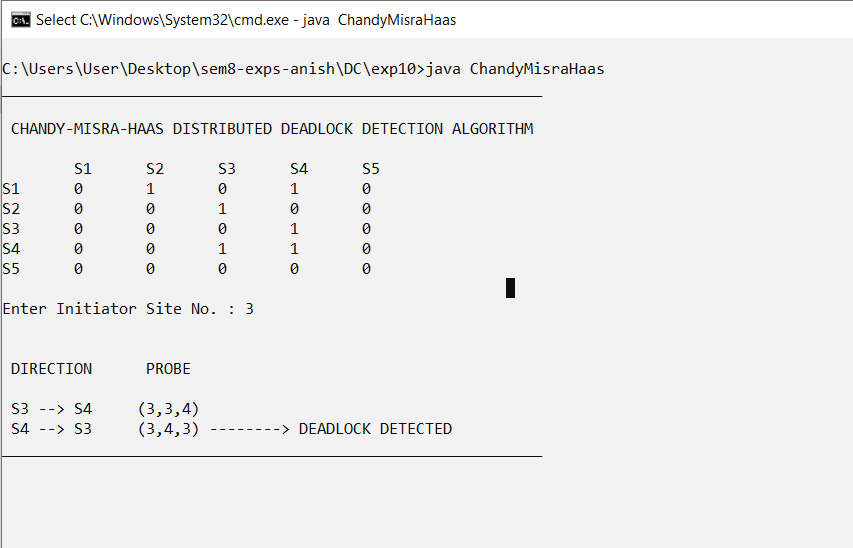 Select C:\Windows\System32\cmd.exe - java  ChandyMisraHaas
C:\Users\User\Desktop\sem8-exps-anish\DC\exp10>java ChandyMisraHaas
CHANDY-MISRA-HAAS DISTRIBUTED DEADLOCK DETECTION ALGORITHM
S1 S2 S3 S4 S5
S1 0 1 0 1 0
S2 0 0 1 0 0
S3 0 0 0 1 0
S4 0 0 1 1 0
S5 0 0 0 0 0
Enter Initiator Site No. : 3
DIRECTION PROBE
S3 --> S4 (3,3,4)
S4 --> S3 (3,4,3) --------> DEADLOCK DETECTED